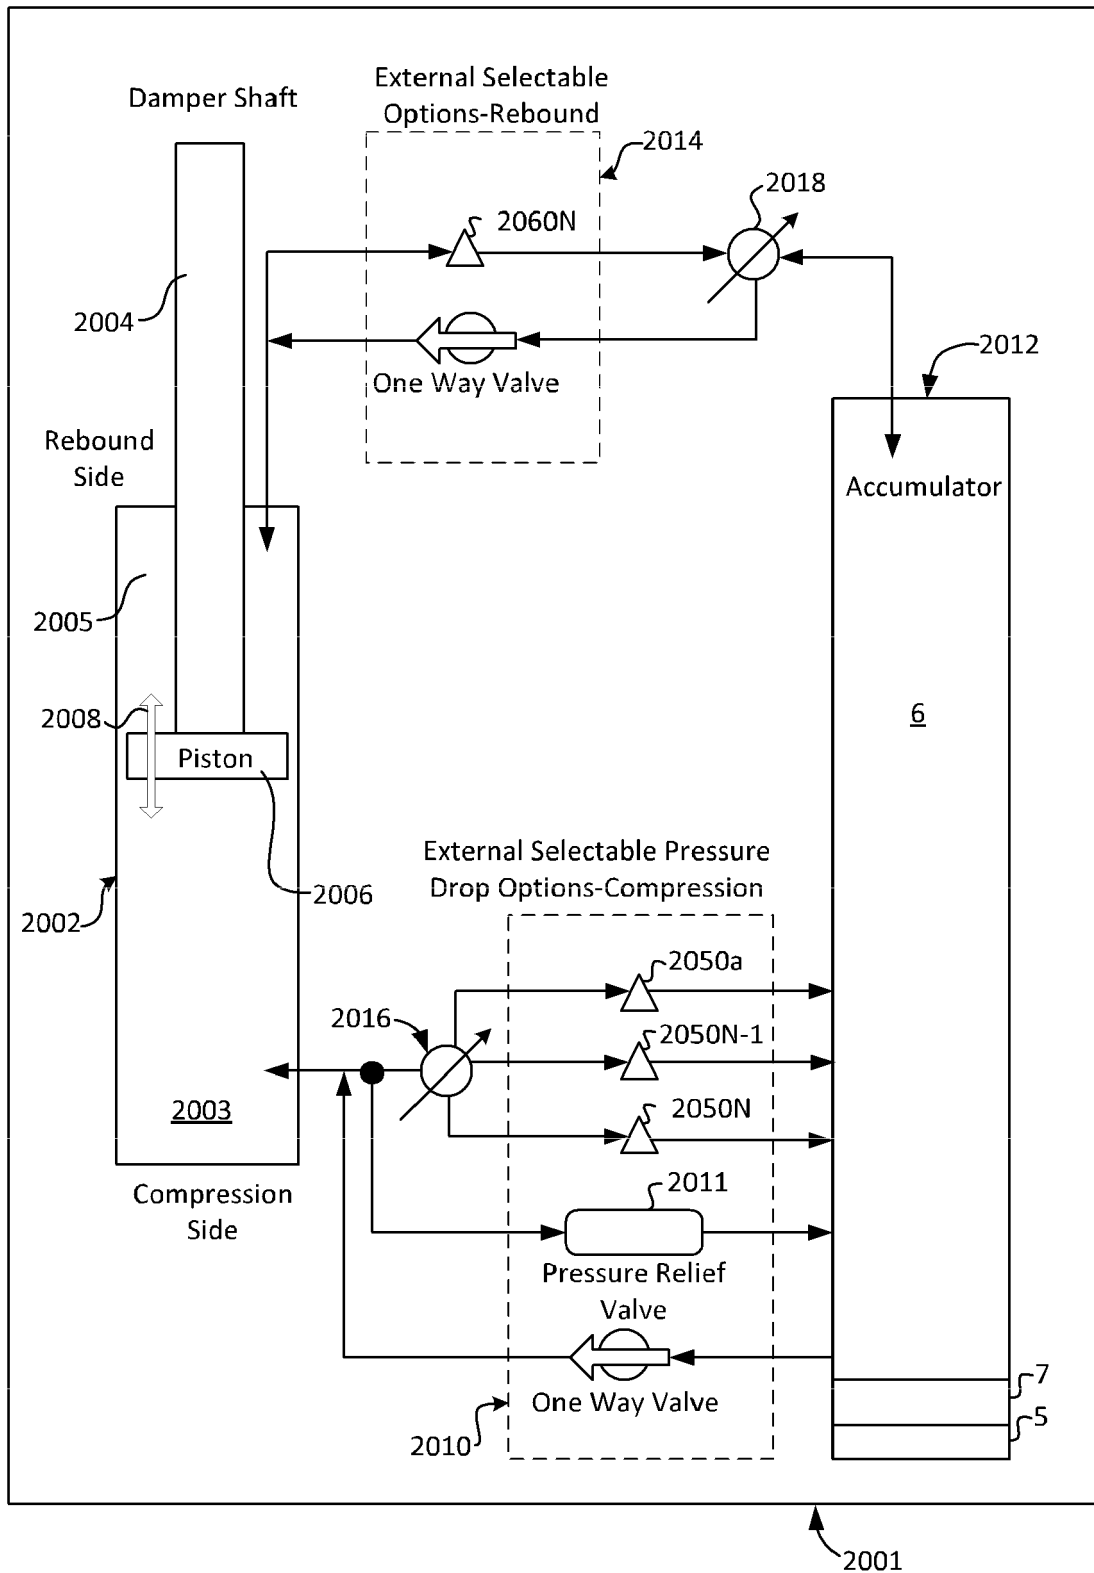 External Selectable
Options-Rebound
Damper Shaft
2014
2018
2060N
2004
2012
One Way Valve
Rebound
Side
Accumulator
2005
2008
6
Piston
External Selectable Pressure
Drop Options-Compression
2006
2002
2050a
2016
2050N-1
2003
2050N
2011
Compression
Side
Pressure Relief
Valve
7
One Way Valve
5
2010
2001